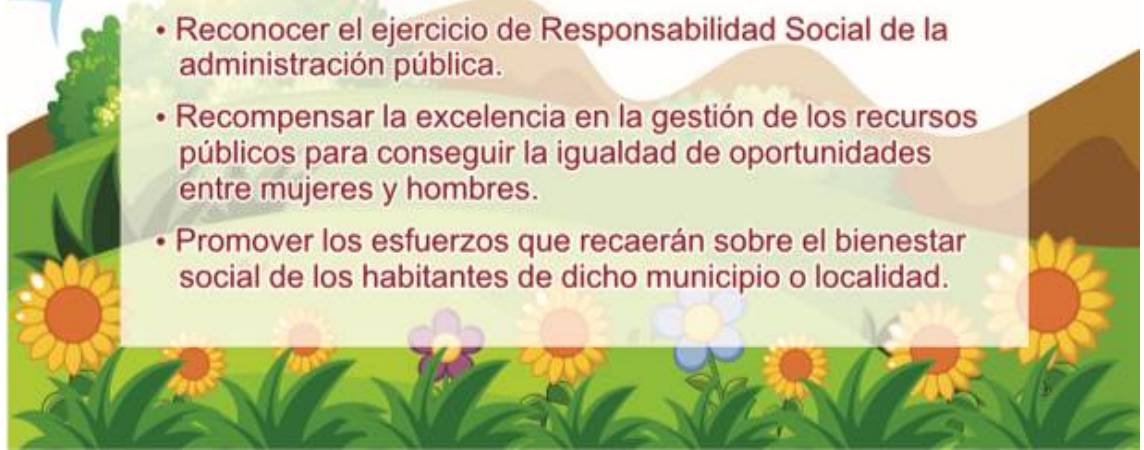 • Reconocer el ejercicio de Responsabilidad Social de la
administración pública.
• Recompensar la excelencia en la gestión de los recursos
públicos para conseguir la igualdad de oportunidades
entre mujeres y hombres.
• Promover los esfuerzos que recaerán sobre el bienestar
social de los habitantes de dicho municipio o localidad.